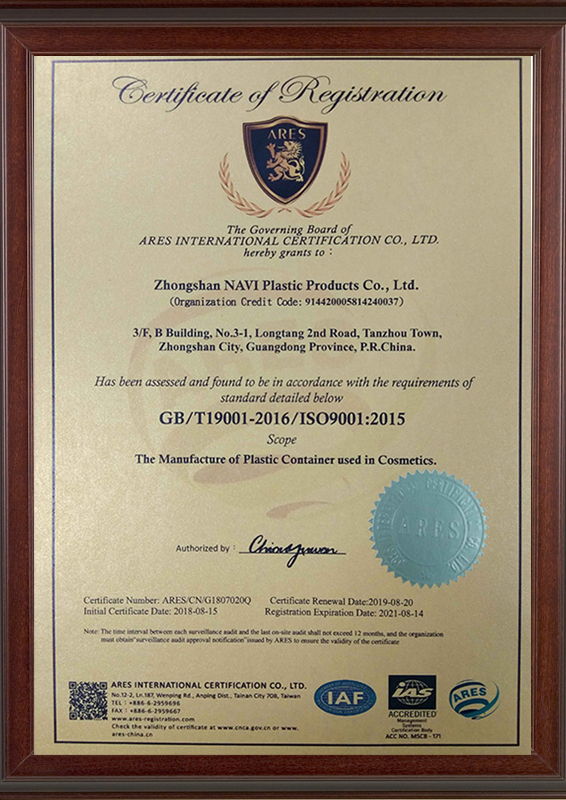 Certificate of Registration
ARES
The Governing Board of
ARES INTERNATIONAL CERTIFICATION CO., LTD.
hereby grants to :
Zhongshan NAVI Plastic Products Co., Ltd.
(Organization Credit Code: 914420005814240037)
3/F, B Building, No.3-1, Longtang 2nd Road, Tanzhou Town,
Zhongshan City, Guangdong Province, P.R.China.
Has been assessed and found to be in accordance with the requirements of
standard detailed below
GB/T19001-2016/ISO9001:2015
Scope
The Manufacture of Plastic Container used in Cosmetics.
ARES
Authorized by :
Certificate Number: ARES/CN/G1807020Q Certificate Renewal Date:2019-08-20
Initial Certificate Date: 2018-08-15 Registration Expiration Date: 2021-08-14
Note: The time interval between each surveillance audit and the last on-site audit shall not exceed 12 months, and the organization
must obtain"surveillance audit approval notification"issued by ARES to ensure the validity of the certificate
ARES INTERNATIONAL CERTIFICATION CO., LTD.
No.12-2, Ln.187, Wenping Rd., Anping Dist., Tainan City 708, Taiwan
TEL : +886-6-2959696
FAX : +886-6-2959667
www.ares-registration.com
Check the validity of certificate at www.cnca.gov.cn or www.
ares-china.cn
IAF
IAS
ACCREDITED
Management
Systems
Certification Body
ACC NO. MSCB - 171
ARES